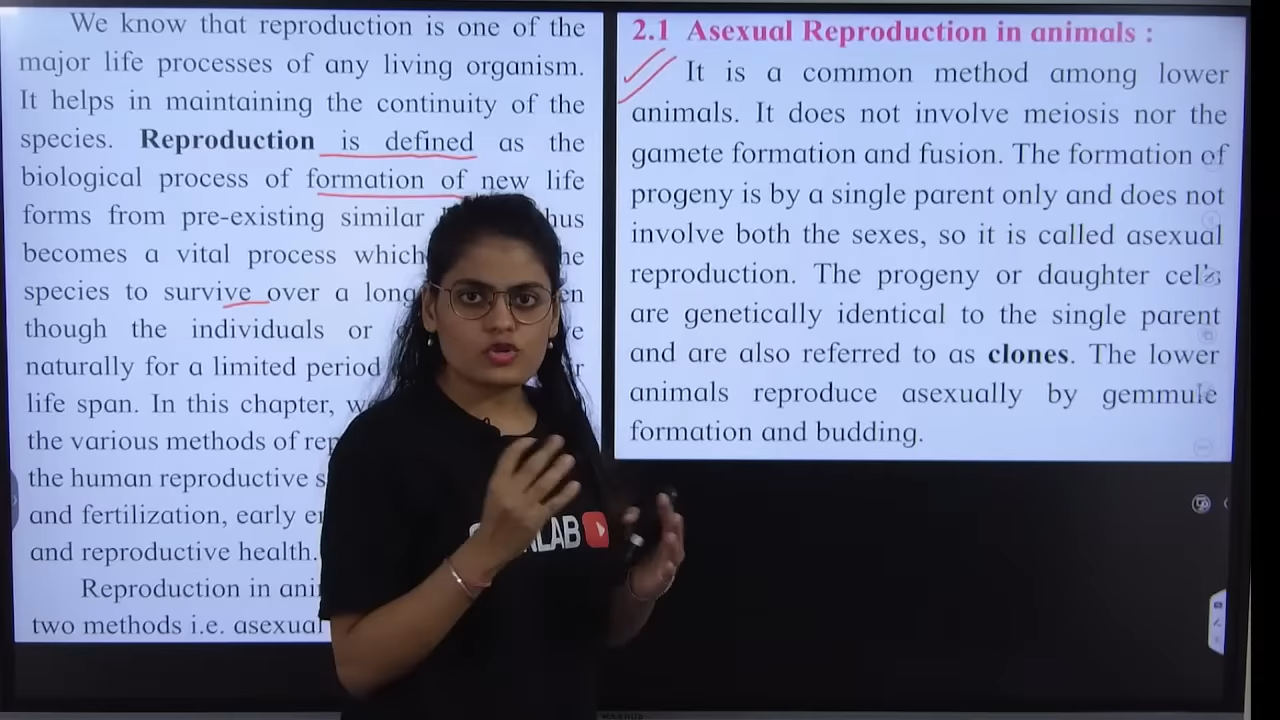 We know that reproduction is one of the
major life processes of any living organism.
It helps in maintaining the continuity of the
species. Reproduction is defined as the
biological process of formation of new life
forms from pre-existing similar
becomes a vital process which
species to survive over a long
though the individuals or
naturally for a limited period
life span. In this chapter,
the various methods of
the human reproductive
and fertilization, early
and reproductive health.
Reproduction in
two methods i.e. asexual
2.1 Asexual Reproduction in animals :
It is a common method among lower
animals. It does not involve meiosis nor the
gamete formation and fusion. The formation of
progeny is by a single parent only and does not
involve both the sexes, so it is called asexual
reproduction. The progeny or daughter cells
are genetically identical to the single parent
and are also referred to as clones. The lower
animals reproduce asexually by gemmule
formation and budding.